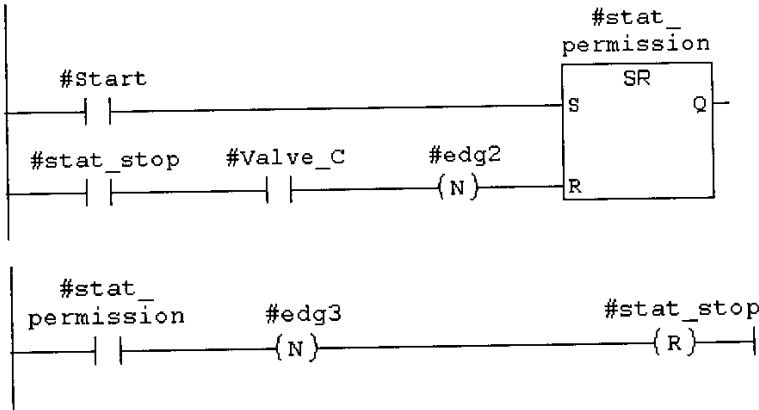 #stat_
permission
#Start
SR
S
Q
#stat_stop #Valve_C #edg2
N
R
#stat_
permission
#edg3
#stat_stop
N
R